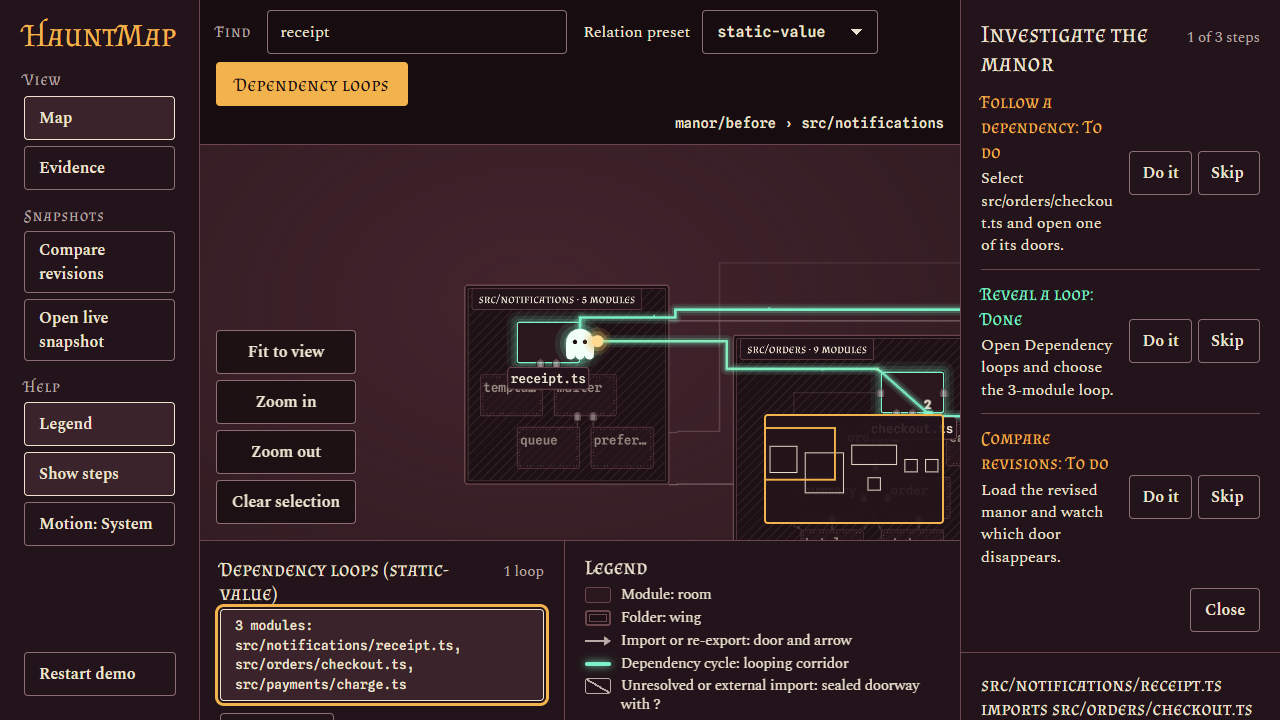 HauntMap
View
Map
Evidence
Snapshots
Compare
revisions
Open live
snapshot
Help
Legend
Show steps
Motion: System
Restart demo
Find
receipt
Relation preset
static-value
Dependency loops
manor/before › src/notifications
src/notifications · 5 modules
receipt.ts
mailer
queue
prefer…
src/orders · 9 modules
2
checkout.ts
Fit to view
Zoom in
Zoom out
Clear selection
Dependency loops (static-
value)
1 loop
3 modules:
src/notifications/receipt.ts,
src/orders/checkout.ts,
src/payments/charge.ts
Legend
Module: room
Folder: wing
Import or re-export: door and arrow
Dependency cycle: looping corridor
Unresolved or external import: sealed doorway
with ?
Investigate the
manor
1 of 3 steps
Follow a
dependency: To
do
Select
src/orders/checkou
t.ts and open one
of its doors.
Do it
Skip
Reveal a loop:
Done
Open Dependency
loops and choose
the 3-module loop.
Do it
Skip
Compare
revisions: To do
Load the revised
manor and watch
which door
disappears.
Do it
Skip
Close
src/notifications/receipt.ts
imports src/orders/checkout.ts